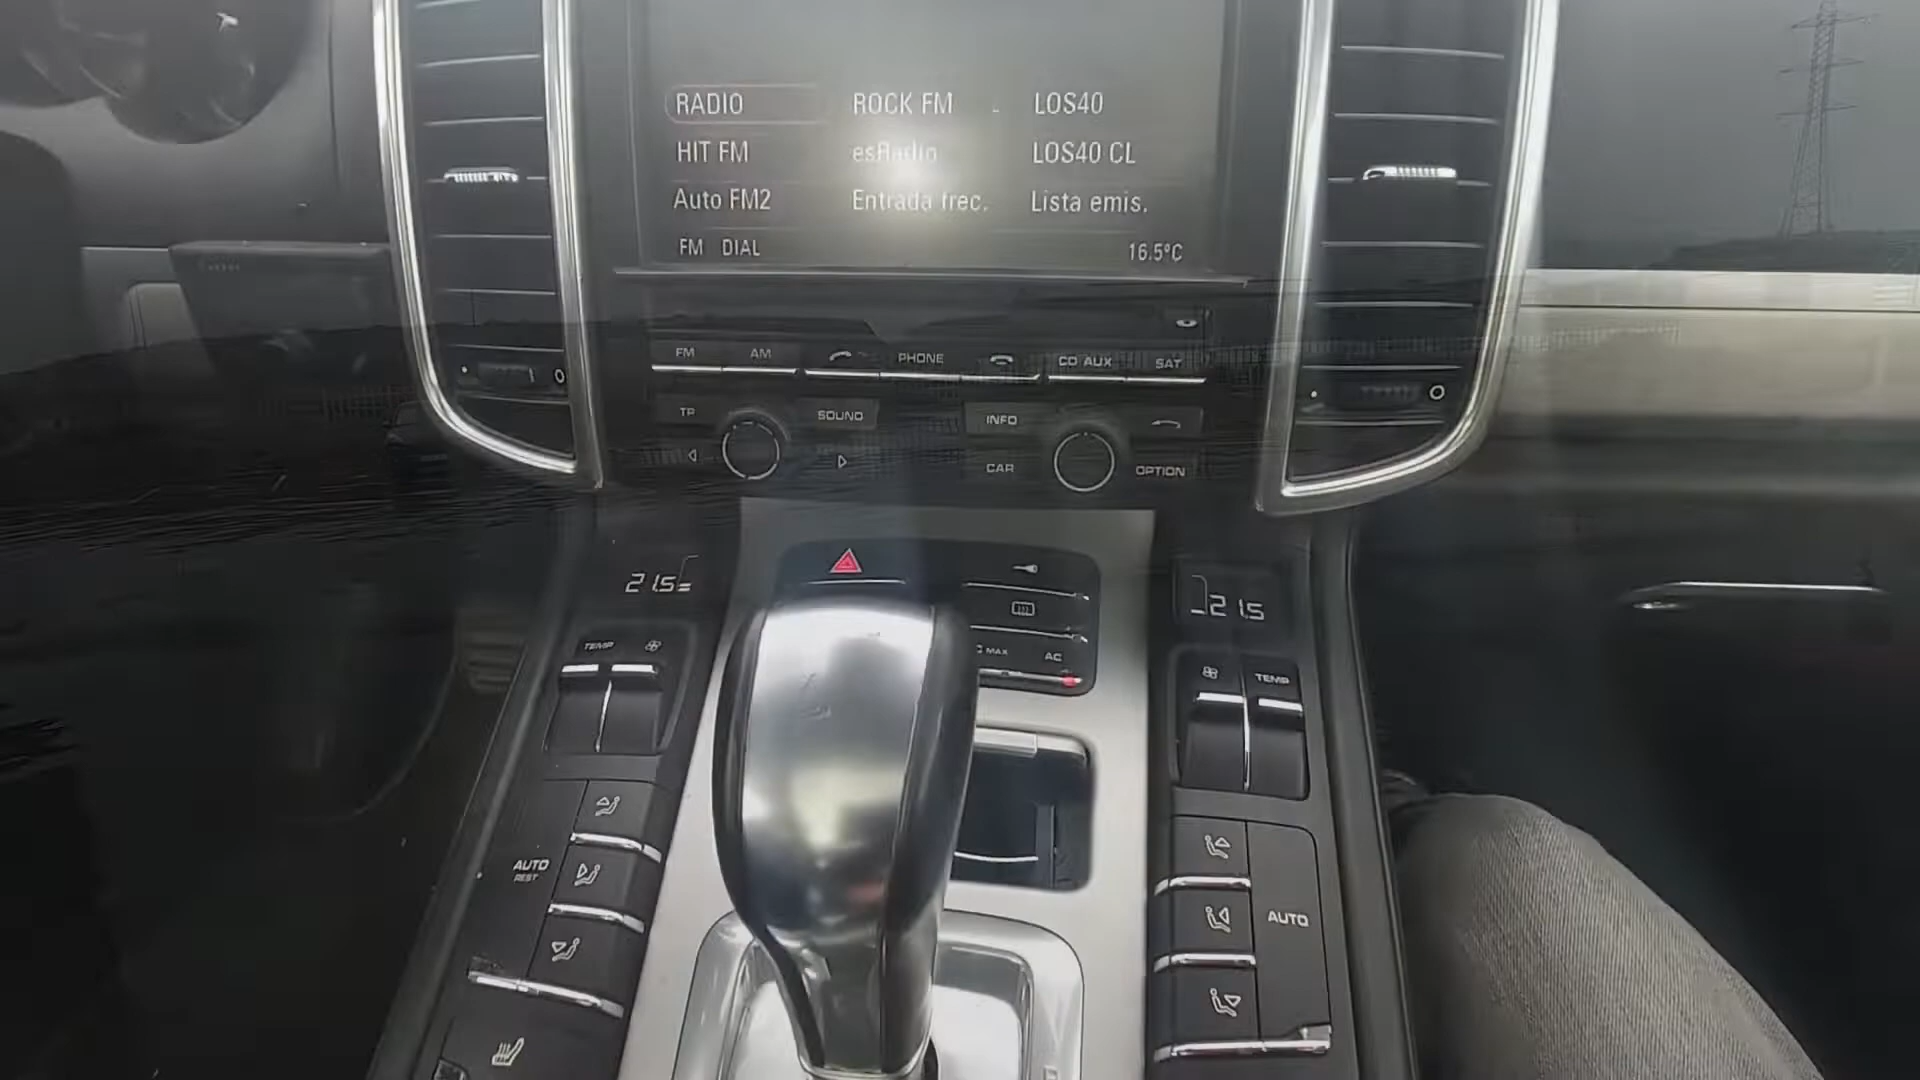 RADIO ROCK FM LOS40
HIT FM esRadio LOS40 CL
Auto FM2 Entrada frec. Lista emis.
FM DIAL 16.5°C
FM AM PHONE CD AUX SAT
TP SOUND INFO
CAR OPTION
21.5 21.5
MAX AC
TEMP TEMP
AUTO
REST
AUTO